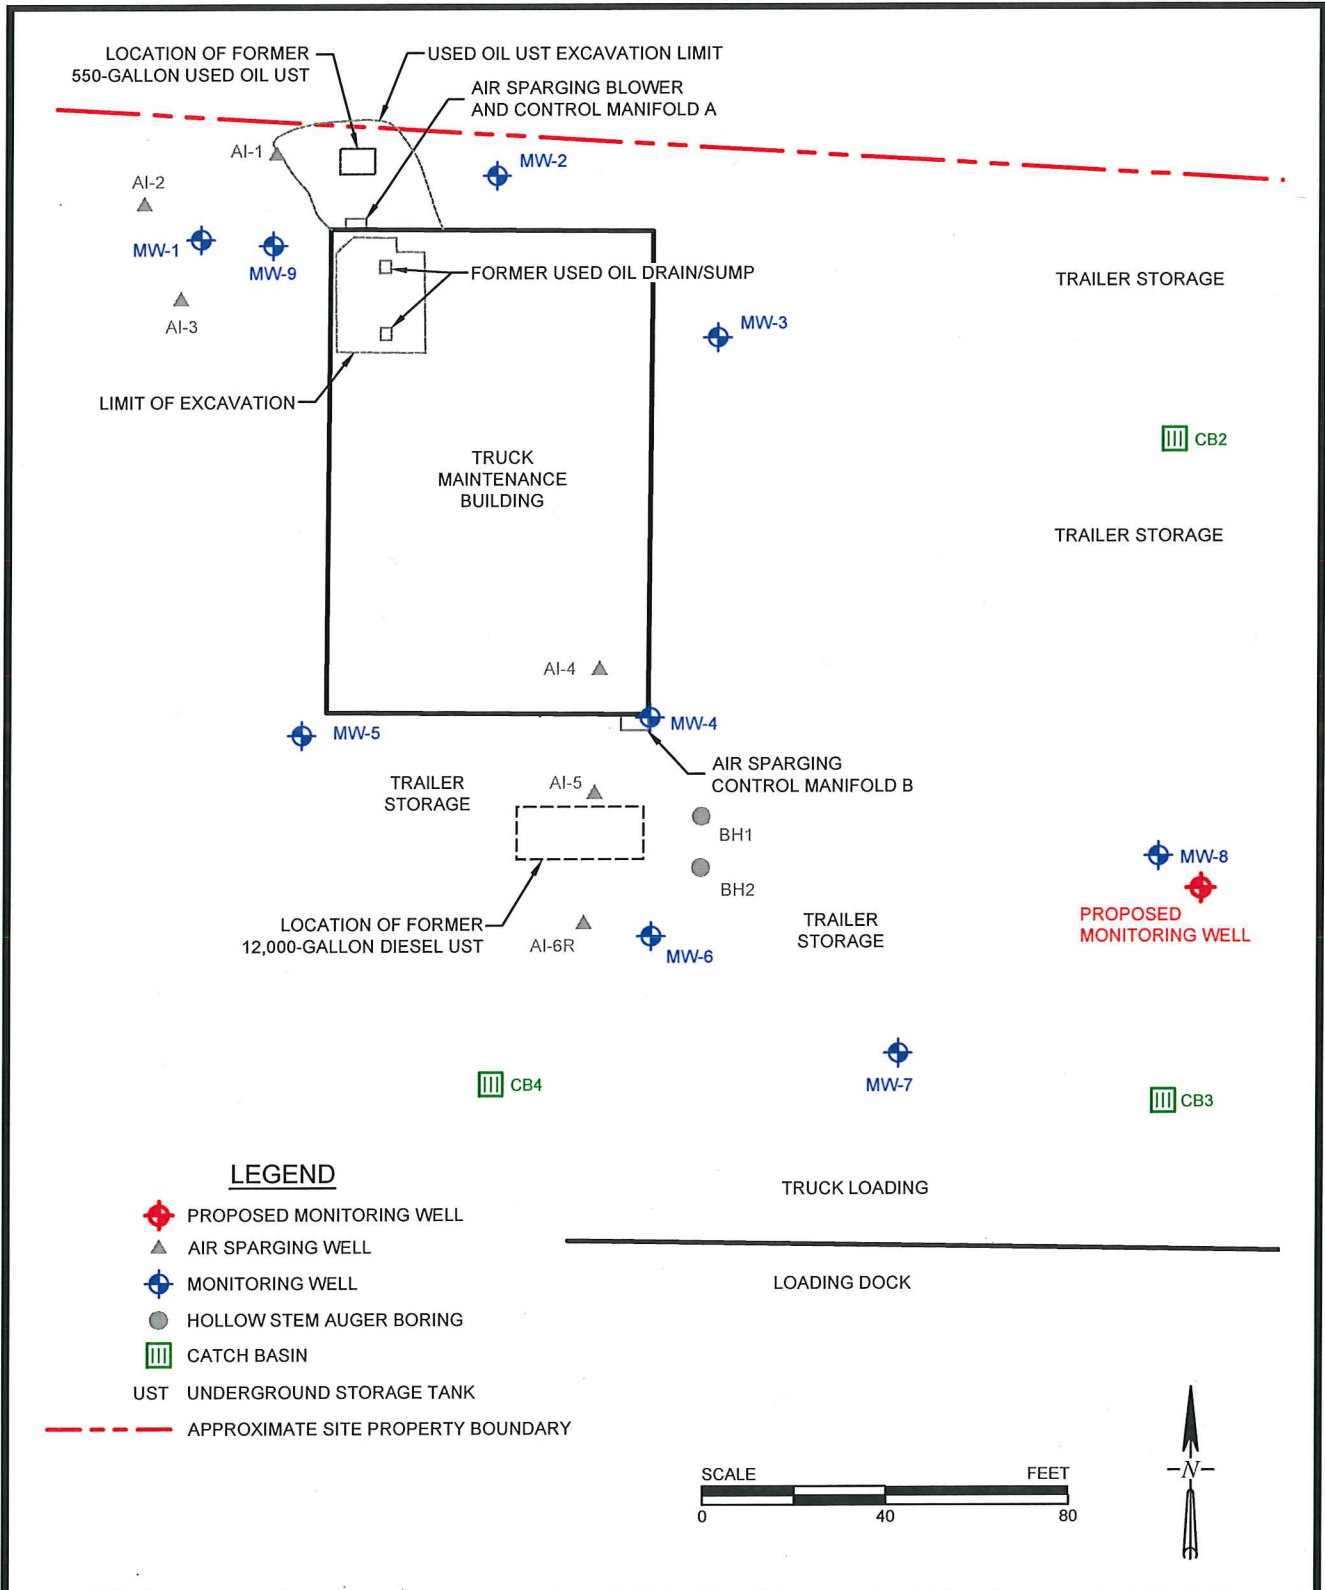 LOCATION OF FORMER
550-GALLON USED OIL UST
USED OIL UST EXCAVATION LIMIT
AIR SPARGING BLOWER
AND CONTROL MANIFOLD A
AI-1
MW-2
AI-2
MW-1
MW-9
FORMER USED OIL DRAIN/SUMP
TRAILER STORAGE
AI-3
MW-3
LIMIT OF EXCAVATION
CB2
TRUCK
MAINTENANCE
BUILDING
TRAILER STORAGE
AI-4
MW-4
MW-5
AIR SPARGING
CONTROL MANIFOLD B
TRAILER
STORAGE
AI-5
BH1
BH2
MW-8
PROPOSED
MONITORING WELL
LOCATION OF FORMER
12,000-GALLON DIESEL UST
AI-6R
MW-6
TRAILER
STORAGE
MW-7
CB4
CB3
LEGEND
PROPOSED MONITORING WELL
AIR SPARGING WELL
MONITORING WELL
HOLLOW STEM AUGER BORING
CATCH BASIN
UST UNDERGROUND STORAGE TANK
APPROXIMATE SITE PROPERTY BOUNDARY
TRUCK LOADING
LOADING DOCK
SCALE FEET
0 40 80
N